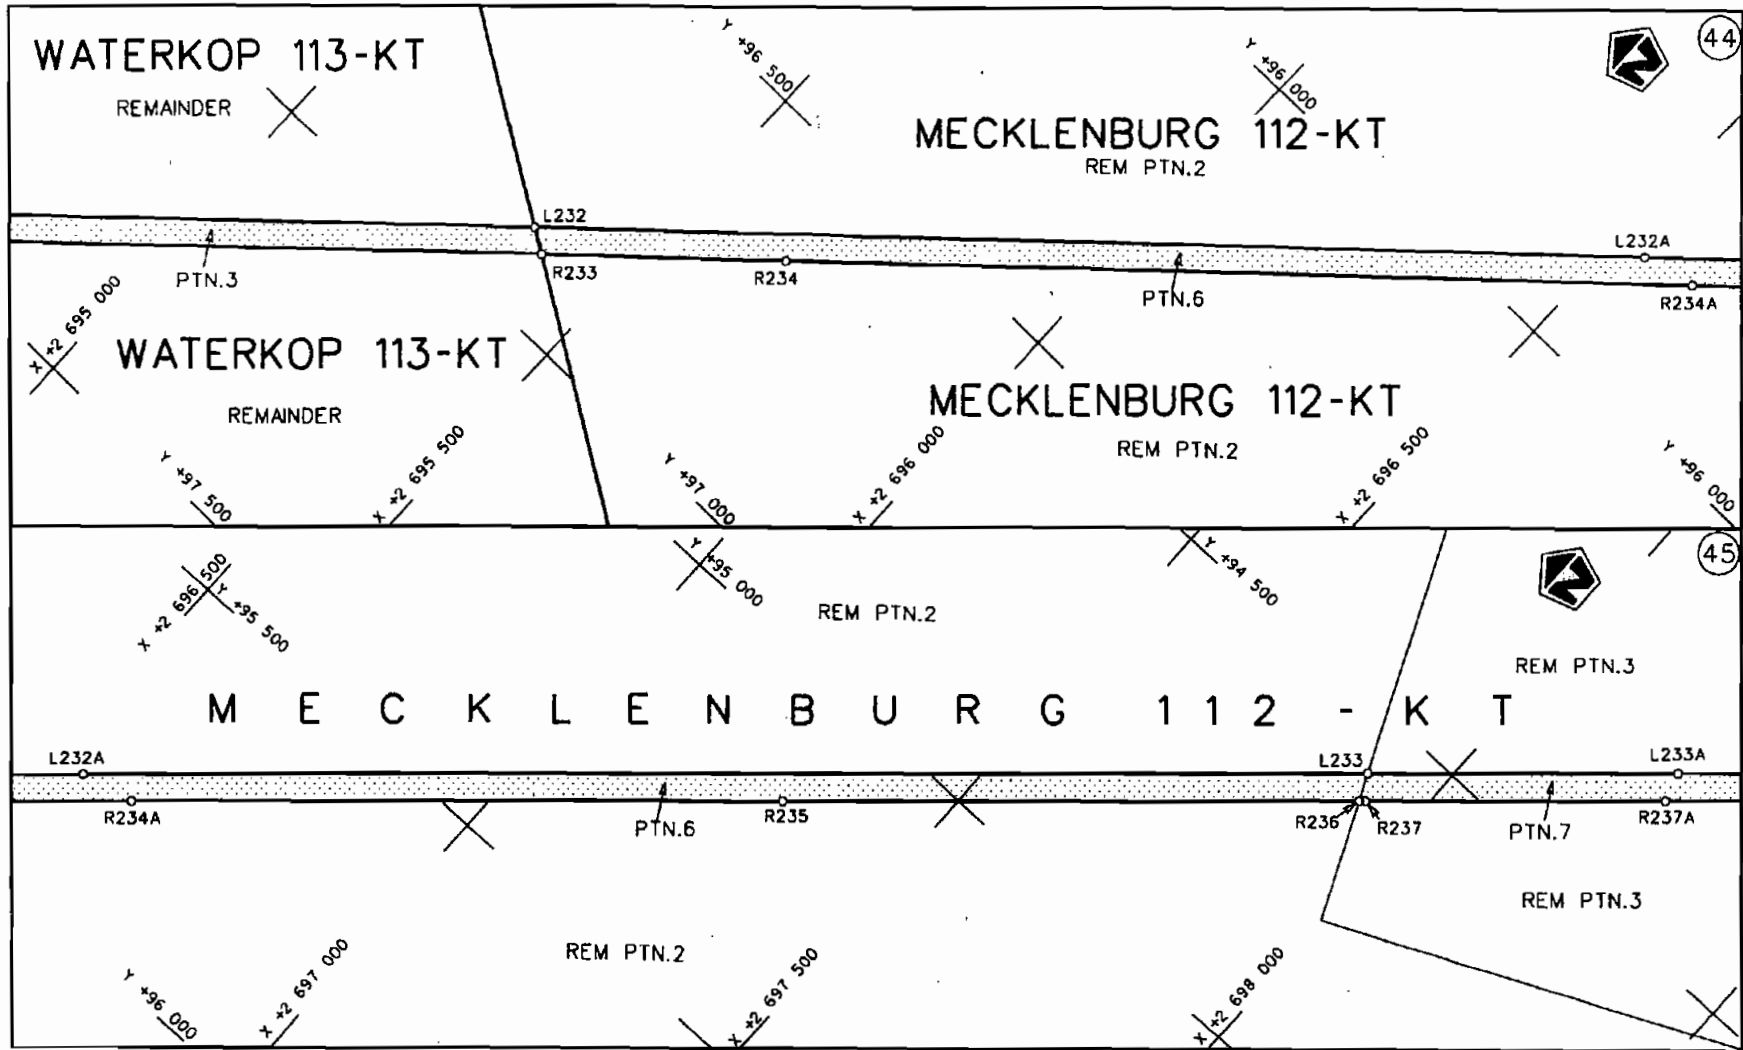 44
WATERKOP 113-KT
REMAINDER
Y +96 500
Y +96 000
MECKLENBURG 112-KT
REM PTN.2
L232
L232A
PTN.3
R233
R234
PTN.6
R234A
X +2 695 000
WATERKOP 113-KT
REMAINDER
MECKLENBURG 112-KT
REM PTN.2
Y +97 500
X +2 695 500
Y +97 000
X +2 696 000
X +2 696 500
Y +96 000
45
X +2 696 500
Y +95 500
Y +95 000
Y +94 500
REM PTN.2
REM PTN.3
MECKLENBURG 112-KT
L232A
L233
L233A
R234A
PTN.6
R235
R236
R237
PTN.7
R237A
REM PTN.3
REM PTN.2
Y +96 000
X +2 697 000
X +2 697 500
X +2 698 000